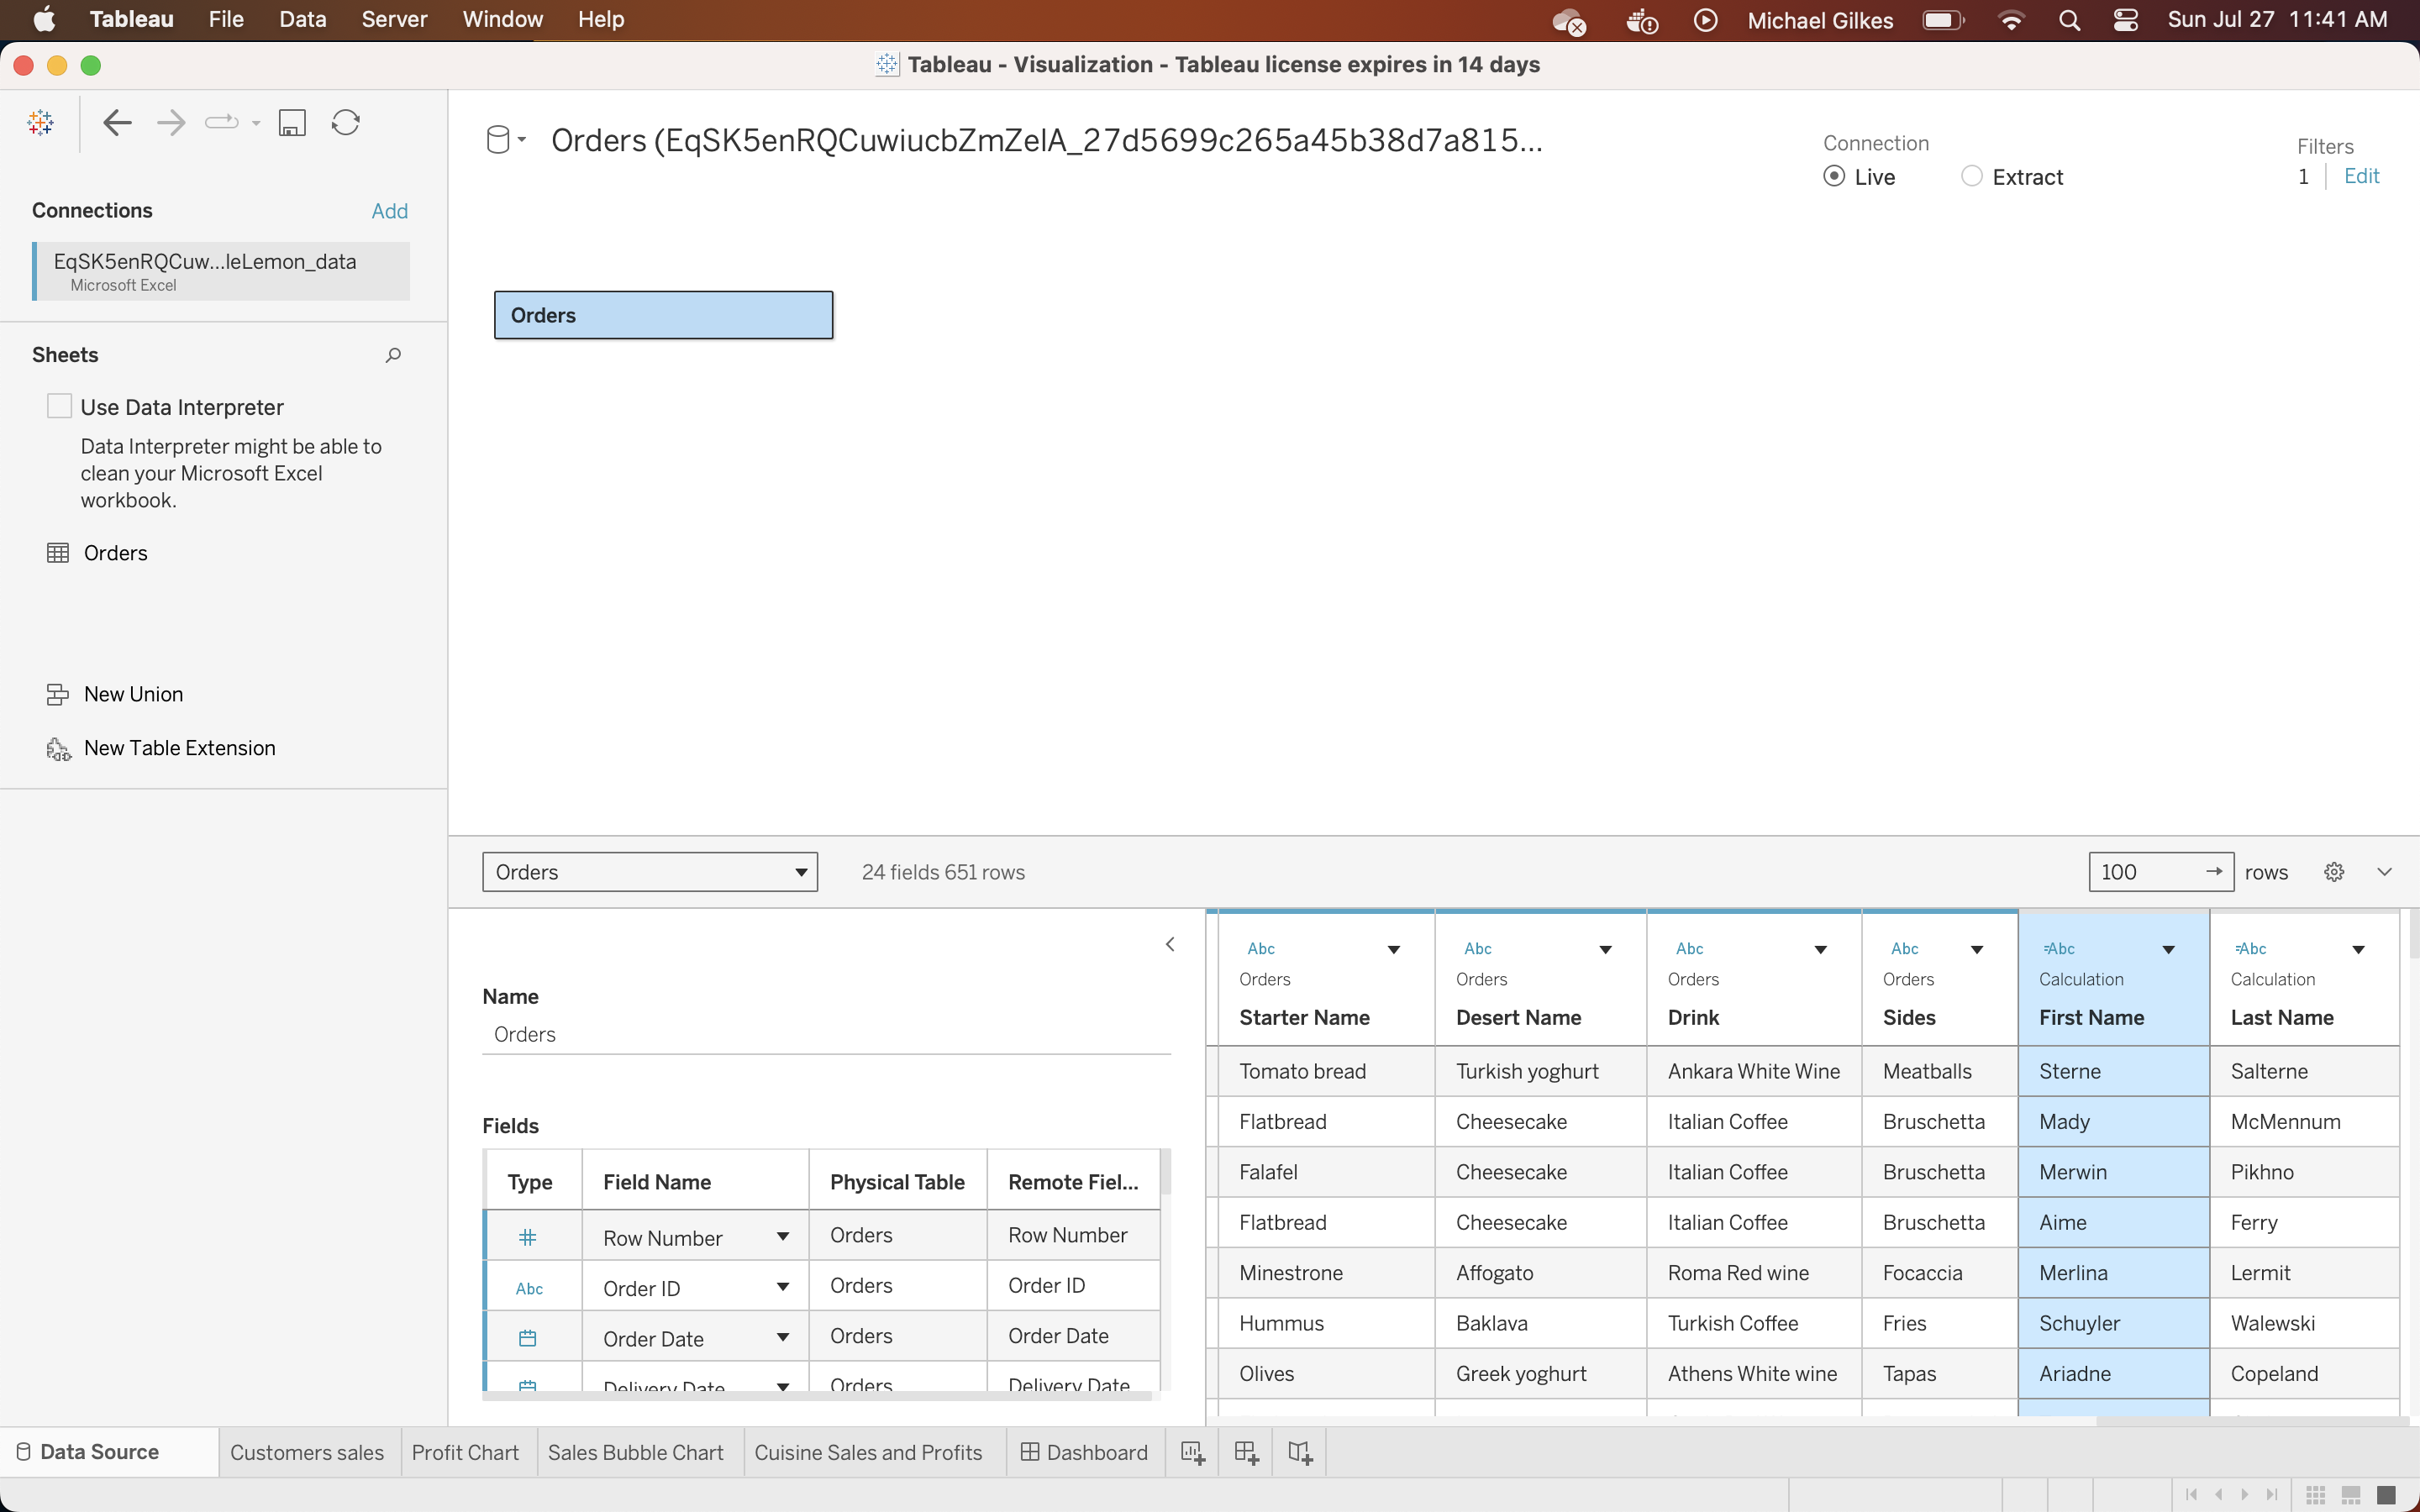 Tableau File Data Server Window Help Michael Gilkes Sun Jul 27 11:41 AM
Tableau - Visualization - Tableau license expires in 14 days
Orders (EqSK5enRQCuwiucbZmZelA_27d5699c265a45b38d7a815...
Connection
Live Extract
Filters
1 Edit
Connections Add
EqSK5enRQCuw...leLemon_data
Microsoft Excel
Orders
Sheets
Use Data Interpreter
Data Interpreter might be able to
clean your Microsoft Excel
workbook.
Orders
New Union
New Table Extension
Orders 24 fields 651 rows 100 rows
Name
Orders
Fields
Type Field Name Physical Table Remote Fiel...
Row Number Orders Row Number
Abc Order ID Orders Order ID
Order Date Orders Order Date
Delivery Date Orders Delivery Date
Abc Abc Abc Abc =Abc =Abc
Orders Orders Orders Orders Calculation Calculation
Starter Name Desert Name Drink Sides First Name Last Name
Tomato bread Turkish yoghurt Ankara White Wine Meatballs Sterne Salterne
Flatbread Cheesecake Italian Coffee Bruschetta Mady McMennum
Falafel Cheesecake Italian Coffee Bruschetta Merwin Pikhno
Flatbread Cheesecake Italian Coffee Bruschetta Aime Ferry
Minestrone Affogato Roma Red wine Focaccia Merlina Lermit
Hummus Baklava Turkish Coffee Fries Schuyler Walewski
Olives Greek yoghurt Athens White wine Tapas Ariadne Copeland
Data Source Customers sales Profit Chart Sales Bubble Chart Cuisine Sales and Profits Dashboard